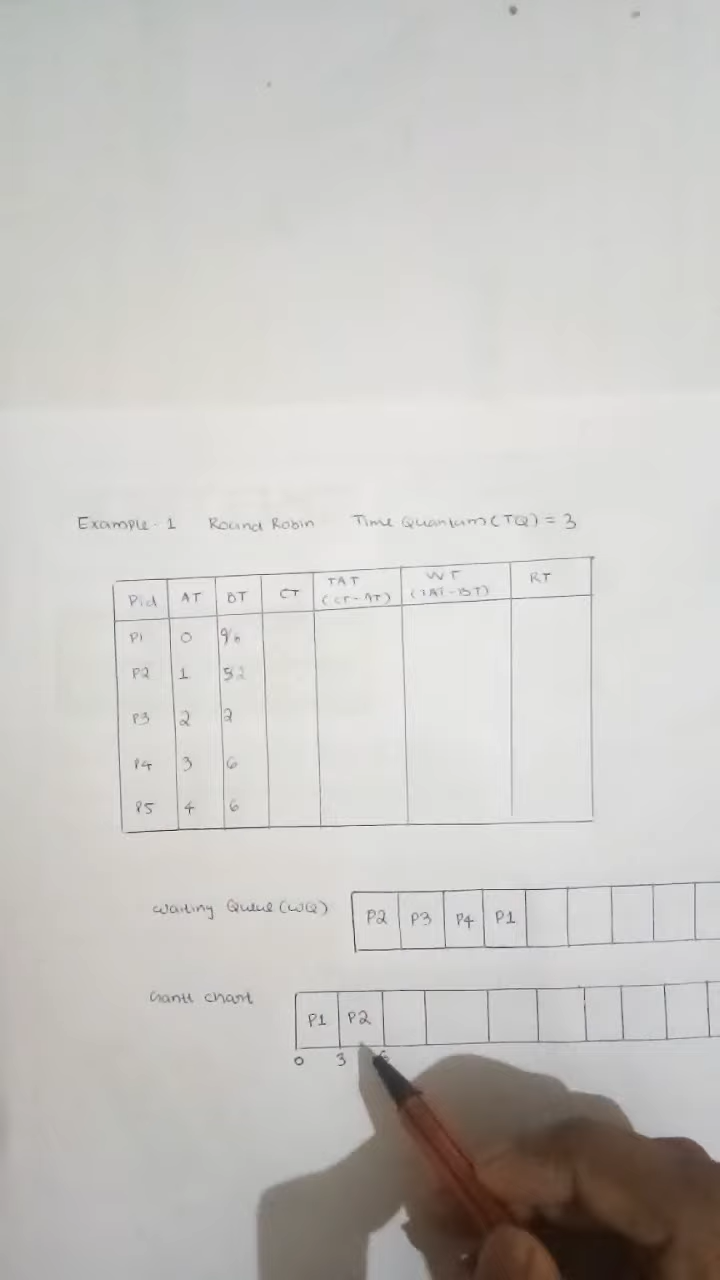 Example - 1 Round Robin Time Quantum (TQ) = 3
Pid AT BT CT TAT (CT - AT) WT (TAT - BT) RT
P1 0 9 6
P2 1 5 2
P3 2 2
P4 3 6
P5 4 6
Waiting Queue (WQ) P2 P3 P4 P1
Gantt chart P1 P2
0 3 6